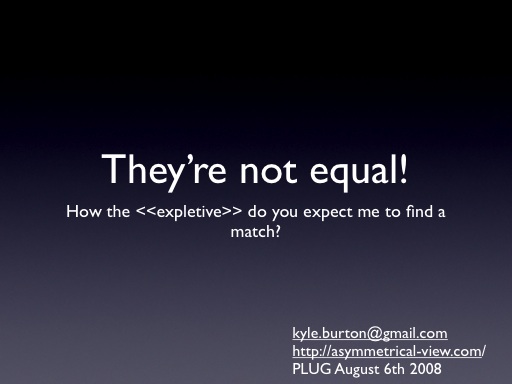 They’re not equal!
How the <<expletive>> do you expect me to find a
match?
kyle.burton@gmail.com
http://asymmetrical-view.com/
PLUG August 6th 2008